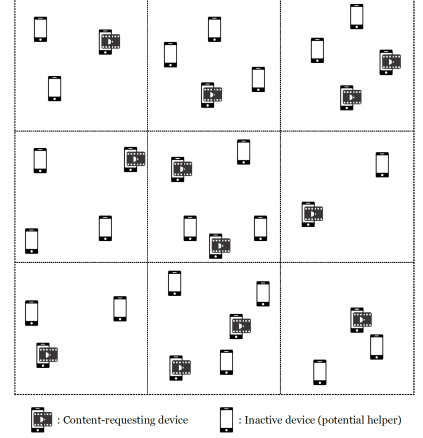 : Content-requesting device
: Inactive device (potential helper)